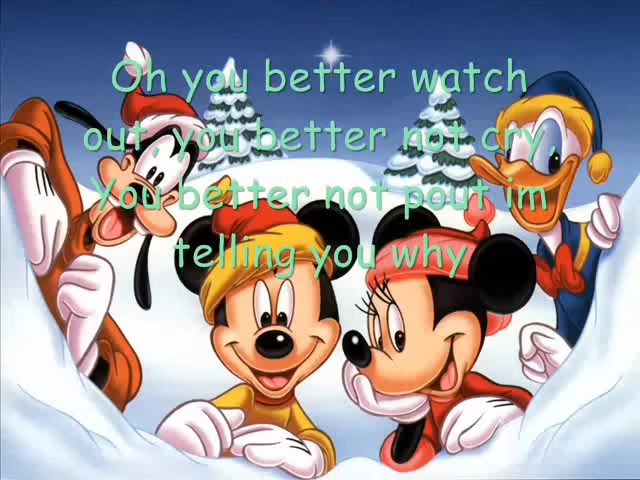 Oh you better watch
out, you better not cry,
You better not pout im
telling you why